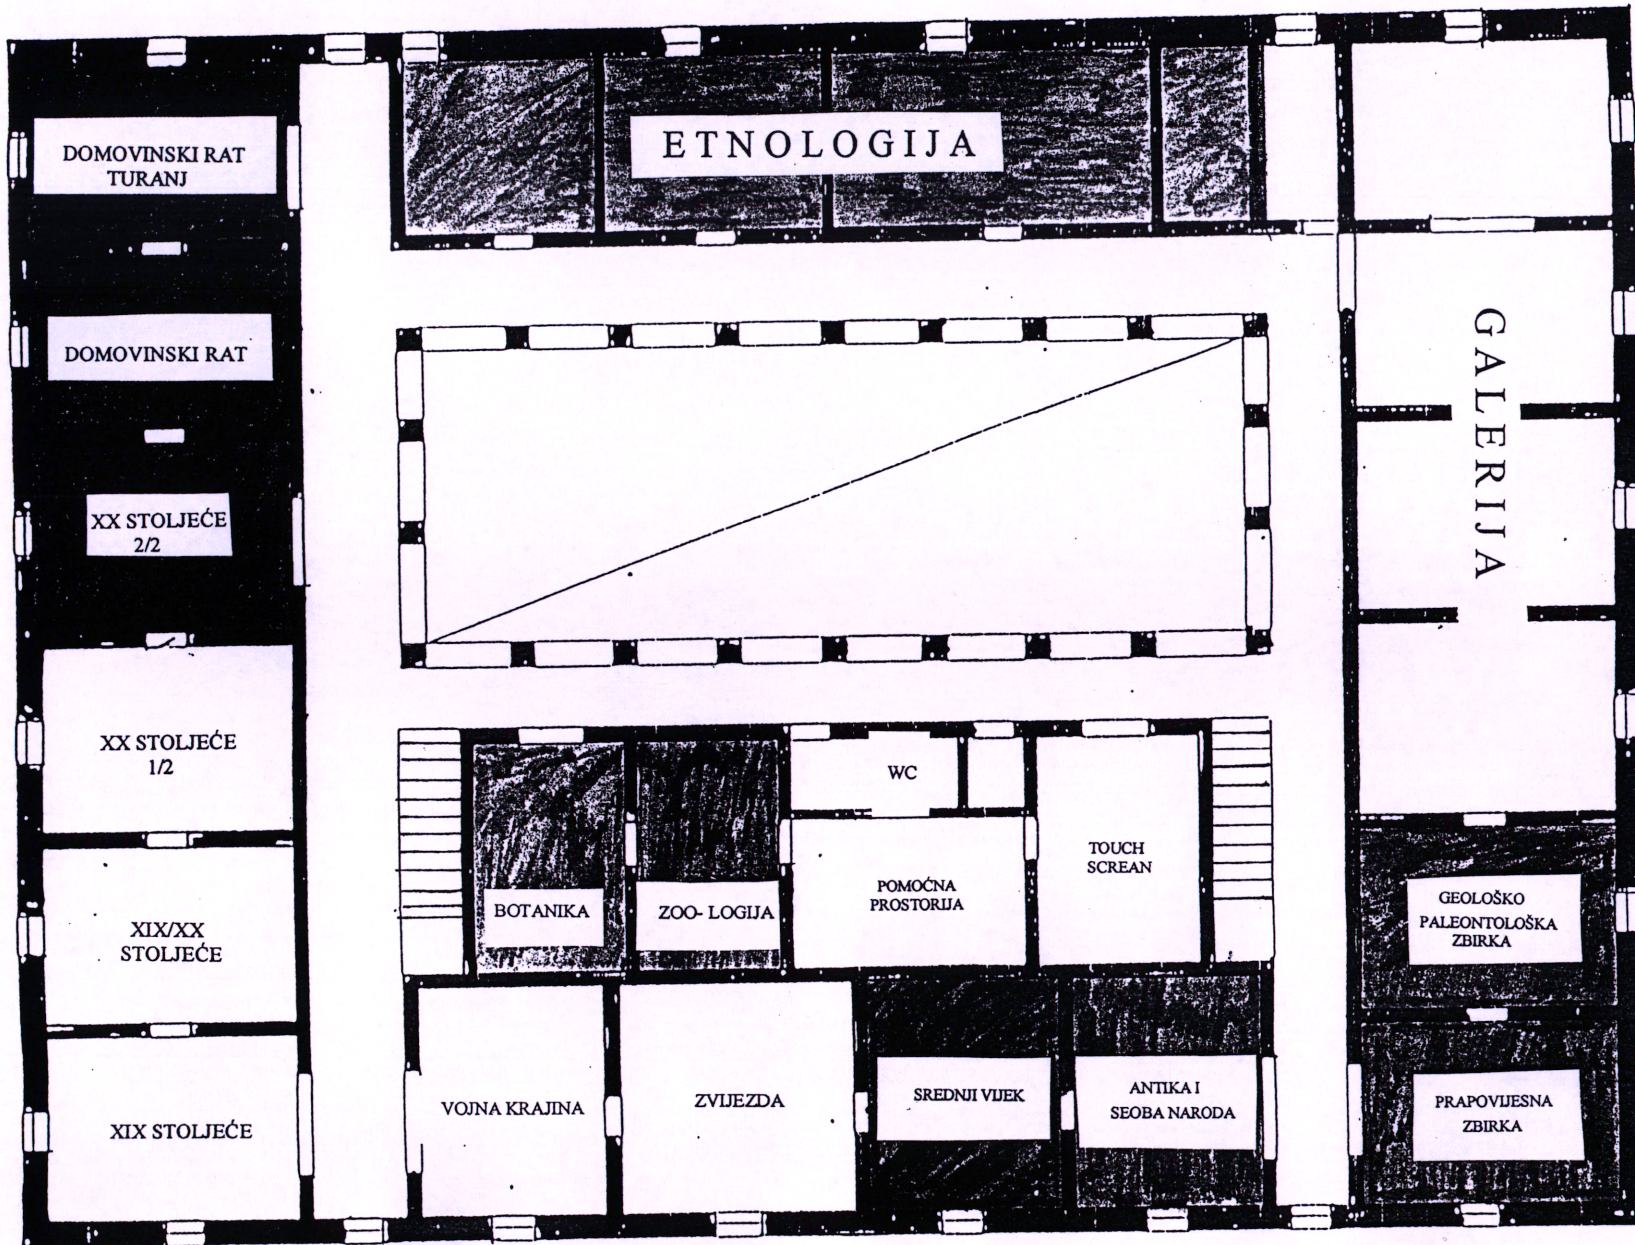 ETNOLOGIJA
DOMOVINSKI RAT
TURANJ
DOMOVINSKI RAT
XX STOLJEĆE
2/2
XX STOLJEĆE
1/2
XIX/XX
STOLJEĆE
XIX STOLJEĆE
GALERIJA
WC
BOTANIKA
ZOO- LOGIJA
POMOĆNA
PROSTORIJA
TOUCH
SCREAN
GEOLOŠKO
PALEONTOLOŠKA
ZBIRKA
VOJNA KRAJINA
ZVIJEZDA
SREDNJI VIJEK
ANTIKA I
SEOBA NARODA
PRAPOVIJESNA
ZBIRKA